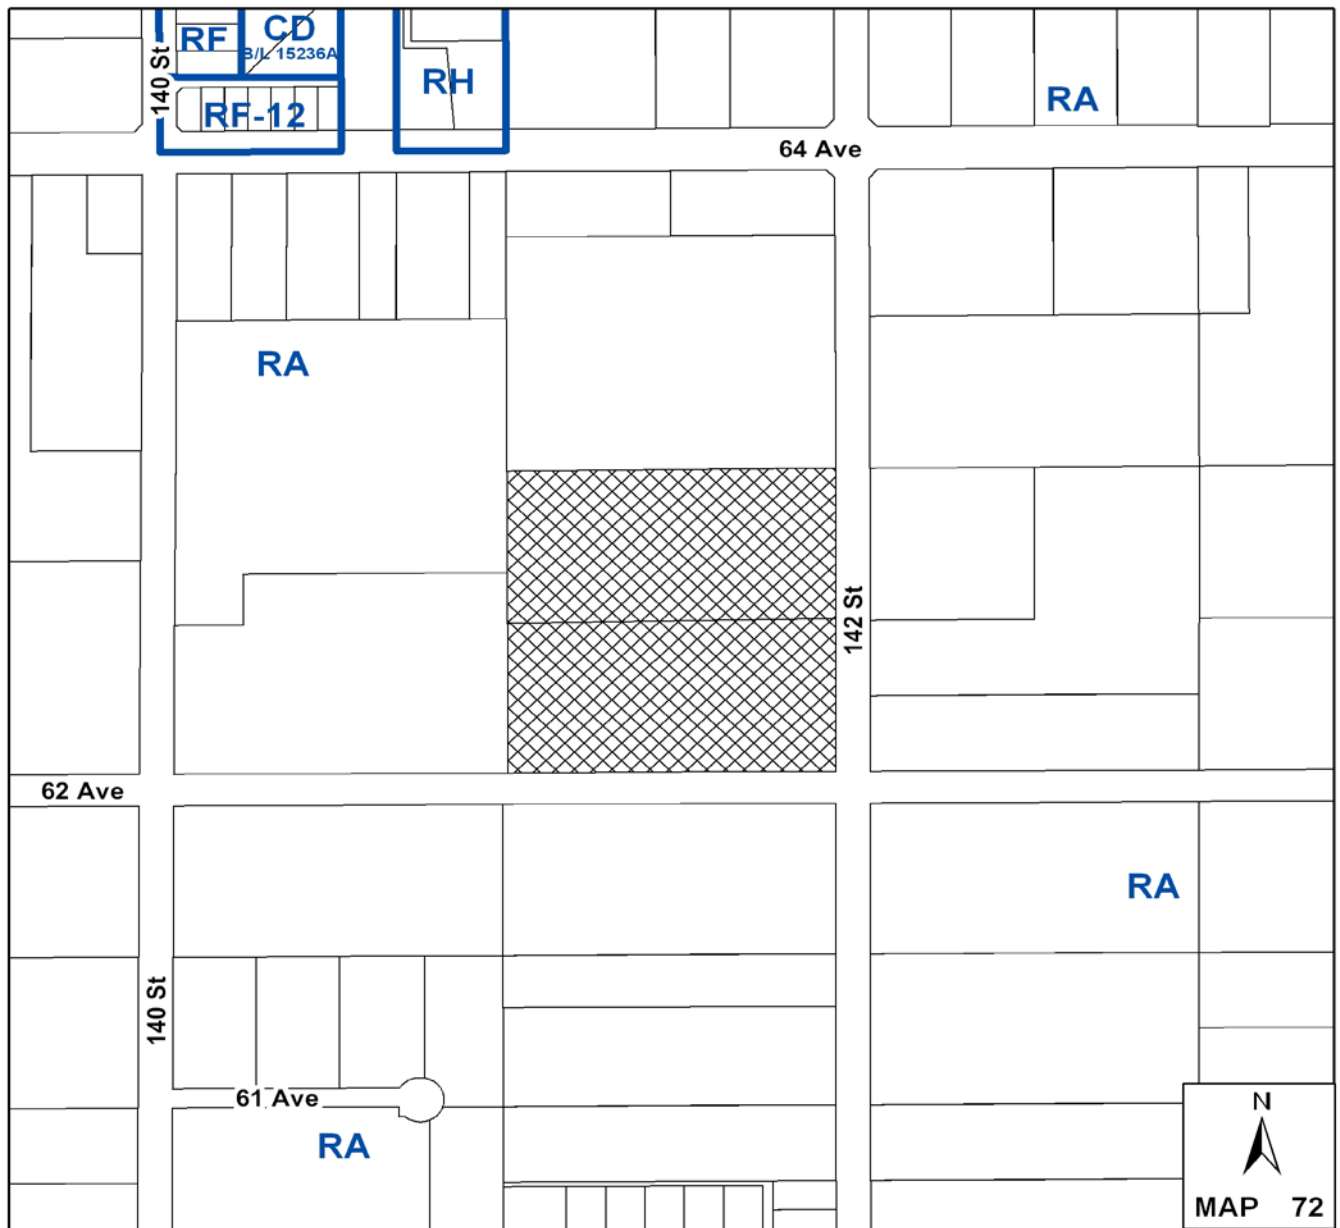 RF
CD
B/L 15236A
140 St
RH
RA
RF-12
64 Ave
RA
142 St
62 Ave
RA
140 St
61 Ave
RA
N
MAP 72